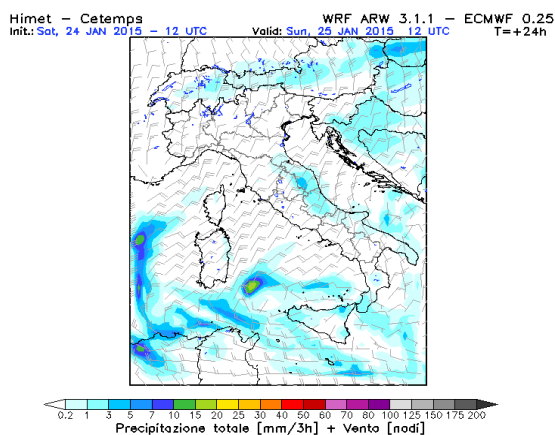 Himet – Cetemps WRF ARW 3.1.1 – ECMWF 0.25
Init.: Sat, 24 JAN 2015 – 12 UTC Valid: Sun, 25 JAN 2015 12 UTC T=+24h
0.2 1 3 5 10 15 20 25 30 40 50 60 70 80 90 100 125 150 175 200
Precipitazione totale [mm/3h] + Vento [nodi]